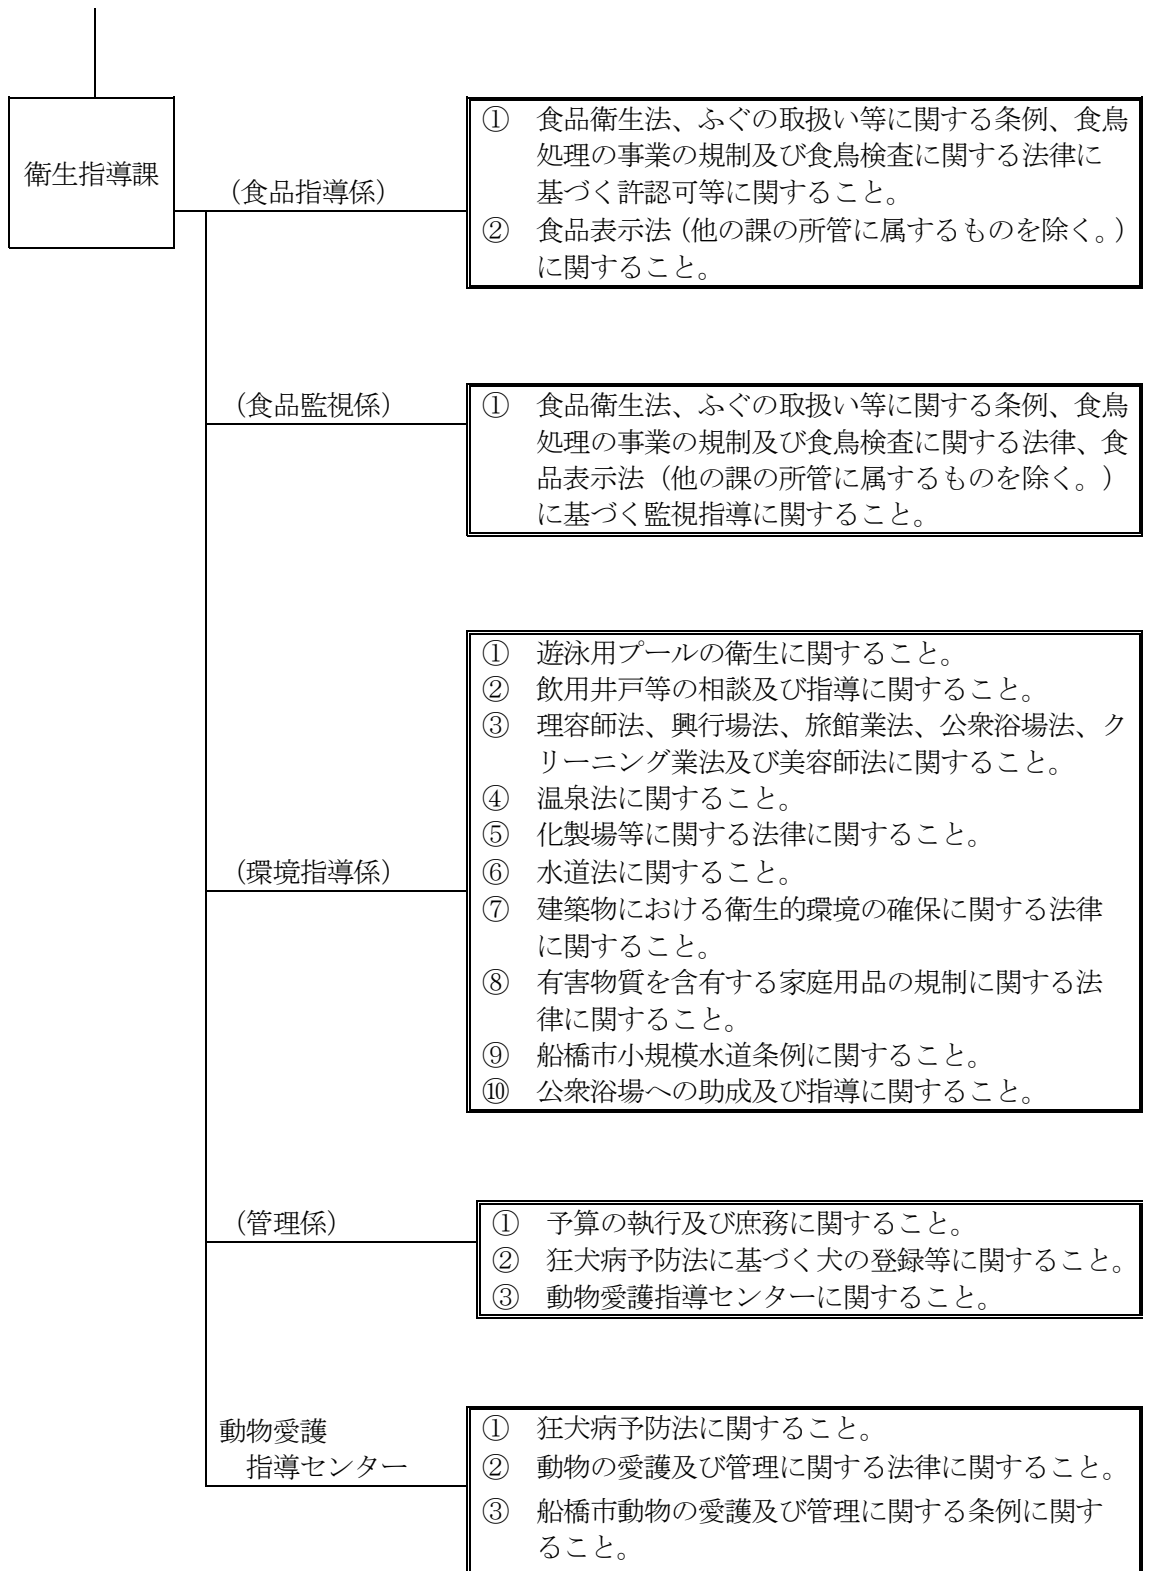 衛生指導課
（食品指導係）
① 食品衛生法、ふぐの取扱い等に関する条例、食鳥
処理の事業の規制及び食鳥検査に関する法律に
基づく許認可等に関すること。
② 食品表示法（他の課の所管に属するものを除く。）
に関すること。
（食品監視係）
① 食品衛生法、ふぐの取扱い等に関する条例、食鳥
処理の事業の規制及び食鳥検査に関する法律、食
品表示法（他の課の所管に属するものを除く。）
に基づく監視指導に関すること。
（環境指導係）
① 遊泳用プールの衛生に関すること。
② 飲用井戸等の相談及び指導に関すること。
③ 理容師法、興行場法、旅館業法、公衆浴場法、ク
リーニング業法及び美容師法に関すること。
④ 温泉法に関すること。
⑤ 化製場等に関する法律に関すること。
⑥ 水道法に関すること。
⑦ 建築物における衛生的環境の確保に関する法律
に関すること。
⑧ 有害物質を含有する家庭用品の規制に関する法
律に関すること。
⑨ 船橋市小規模水道条例に関すること。
⑩ 公衆浴場への助成及び指導に関すること。
（管理係）
① 予算の執行及び庶務に関すること。
② 狂犬病予防法に基づく犬の登録等に関すること。
③ 動物愛護指導センターに関すること。
動物愛護
指導センター
① 狂犬病予防法に関すること。
② 動物の愛護及び管理に関する法律に関すること。
③ 船橋市動物の愛護及び管理に関する条例に関す
ること。